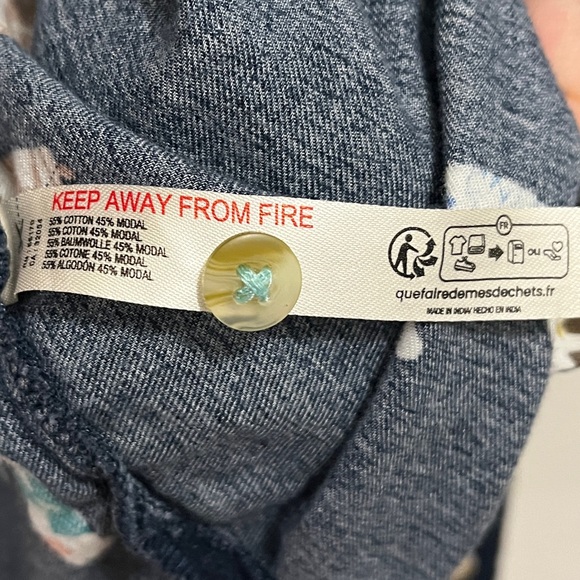 KEEP AWAY FROM FIRE
55% COTTON 45% MODAL
55% COTON 45% MODAL
55% BAUMWOLLE 45% MODAL
55% COTONE 45% MODAL
55% ALGODÓN 45% MODAL
FR
OU
quefairedemesdechets.fr
MADE IN INDIA/ HECHO EN INDIA